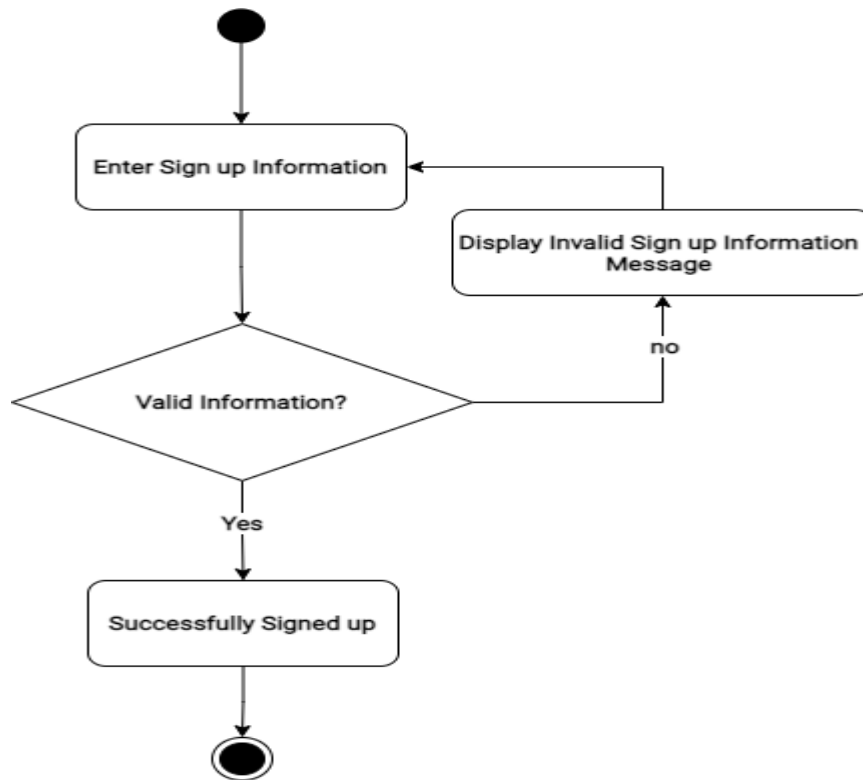 Enter Sign up Information
Display Invalid Sign up Information
Message
no
Valid Information?
Yes
Successfully Signed up